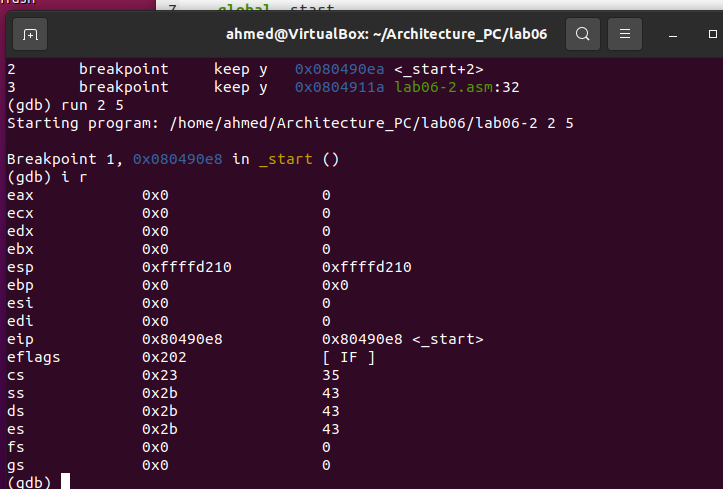 7 global _start
ahmed@VirtualBox: ~/Architecture_PC/lab06
2 breakpoint keep y 0x080490ea <_start+2>
3 breakpoint keep y 0x0804911a lab06-2.asm:32
(gdb) run 2 5
Starting program: /home/ahmed/Architecture_PC/lab06/lab06-2 2 5
Breakpoint 1, 0x080490e8 in _start ()
(gdb) i r
eax 0x0 0
ecx 0x0 0
edx 0x0 0
ebx 0x0 0
esp 0xffffd210 0xffffd210
ebp 0x0 0x0
esi 0x0 0
edi 0x0 0
eip 0x80490e8 0x80490e8 <_start>
eflags 0x202 [ IF ]
cs 0x23 35
ss 0x2b 43
ds 0x2b 43
es 0x2b 43
fs 0x0 0
gs 0x0 0
(gdb)